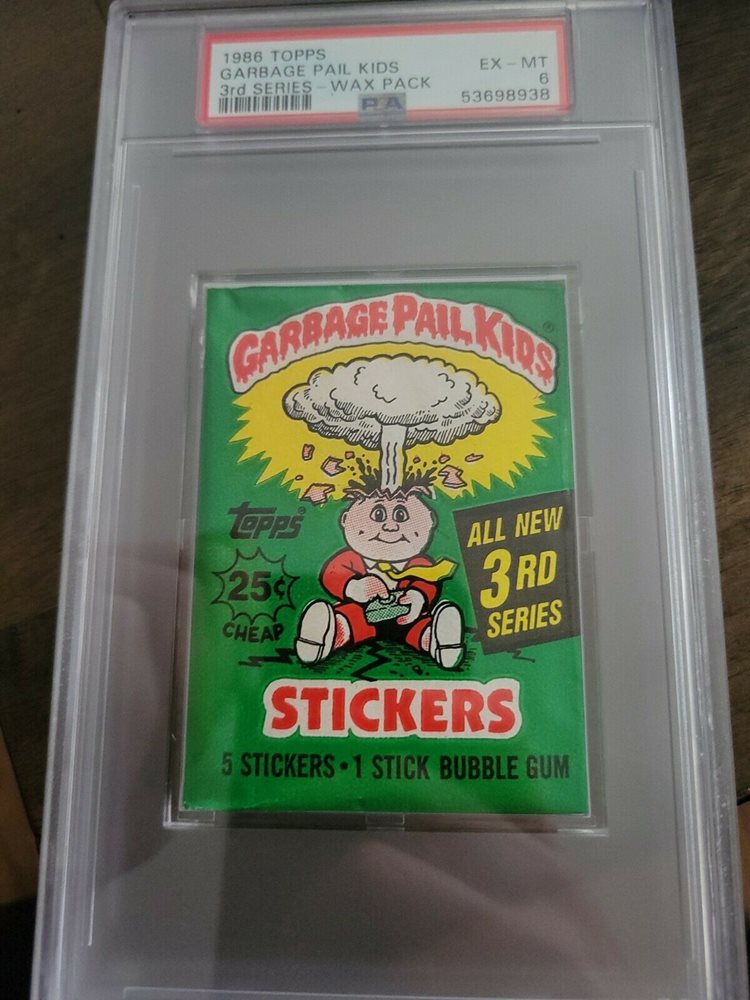 1986 TOPPS
GARBAGE PAIL KIDS EX - MT
3rd SERIES - WAX PACK 6
PSA 53698938
GARBAGE PAIL KIDS®
topps®
ALL NEW
3RD
SERIES
25¢
CHEAP
STICKERS
5 STICKERS • 1 STICK BUBBLE GUM